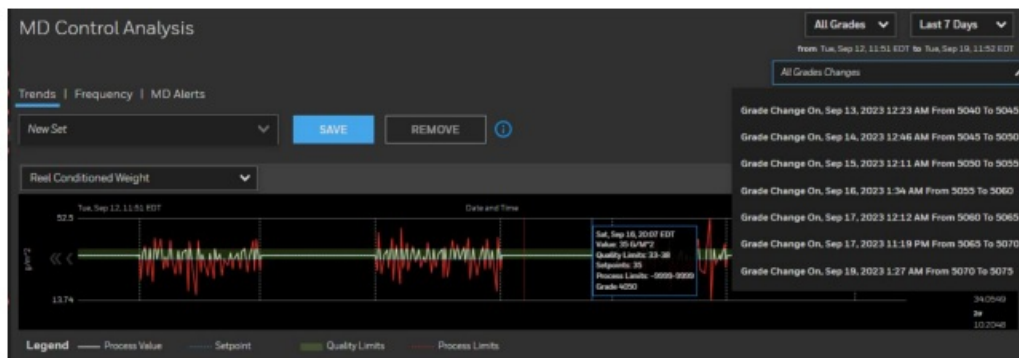 MD Control Analysis
All Grades
Last 7 Days
from Tue, Sep 12, 11:51 EDT to Tue, Sep 19, 11:52 EDT
All Grades Changes
Trends | Frequency | MD Alerts
New Set
SAVE
REMOVE
Grade Change On, Sep 13, 2023 12:23 AM From 5040 To 5045
Grade Change On, Sep 14, 2023 12:46 AM From 5045 To 5050
Grade Change On, Sep 15, 2023 12:11 AM From 5050 To 5055
Grade Change On, Sep 16, 2023 1:34 AM From 5055 To 5060
Grade Change On, Sep 17, 2023 12:12 AM From 5060 To 5065
Grade Change On, Sep 17, 2023 11:19 PM From 5065 To 5070
Grade Change On, Sep 19, 2023 1:27 AM From 5070 To 5075
Reel Conditioned Weight
Tue, Sep 12, 11:51 EDT
Date and Time
52.5
g/m^2
13.74
Sat, Sep 16, 20:07 EDT
Value: 35 G/M^2
Quality Limits: 33-38
Setpoints: 35
Process Limits: -9999-9999
Grade 4050
34.0549
2σ
10.2048
Legend
Process Value
Setpoint
Quality Limits
Process Limits